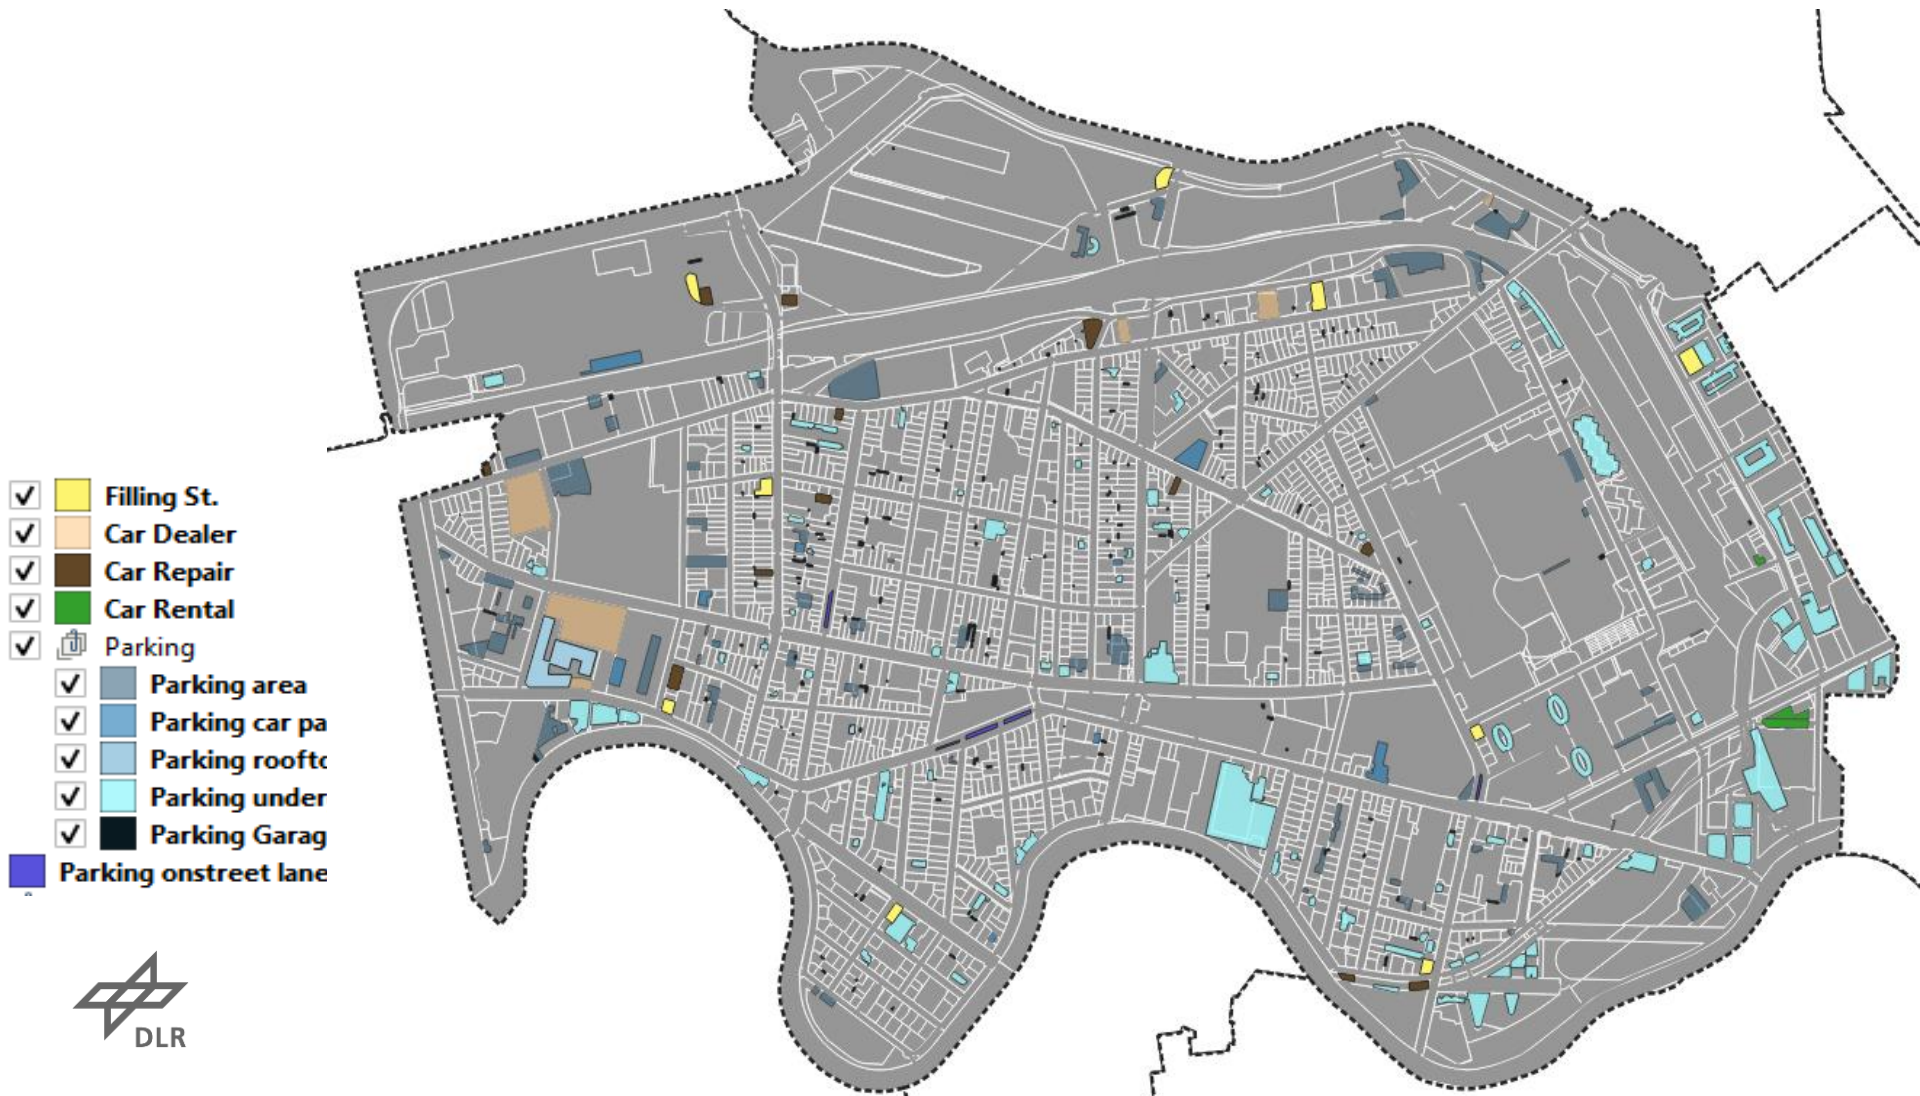 Filling St.
Car Dealer
Car Repair
Car Rental
Parking
Parking area
Parking car pa
Parking roofto
Parking under
Parking Garag
Parking onstreet lane
DLR